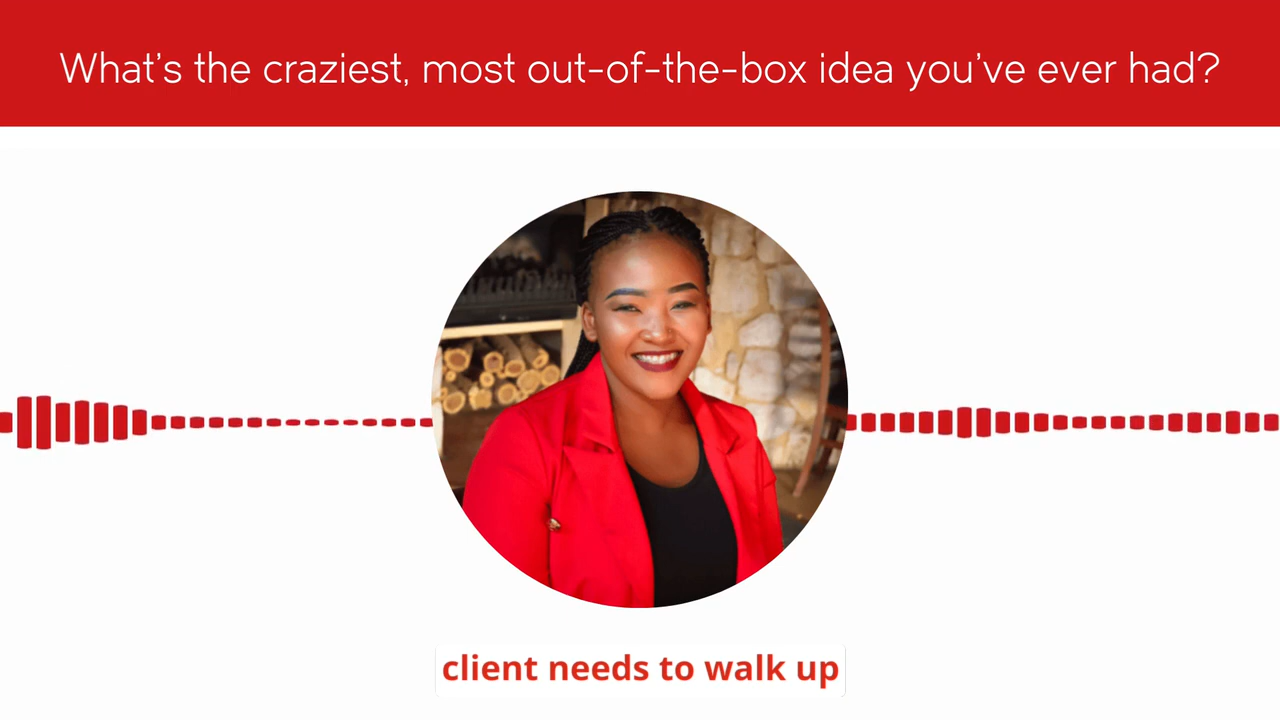 What's the craziest, most out-of-the-box idea you've ever had?
client needs to walk up